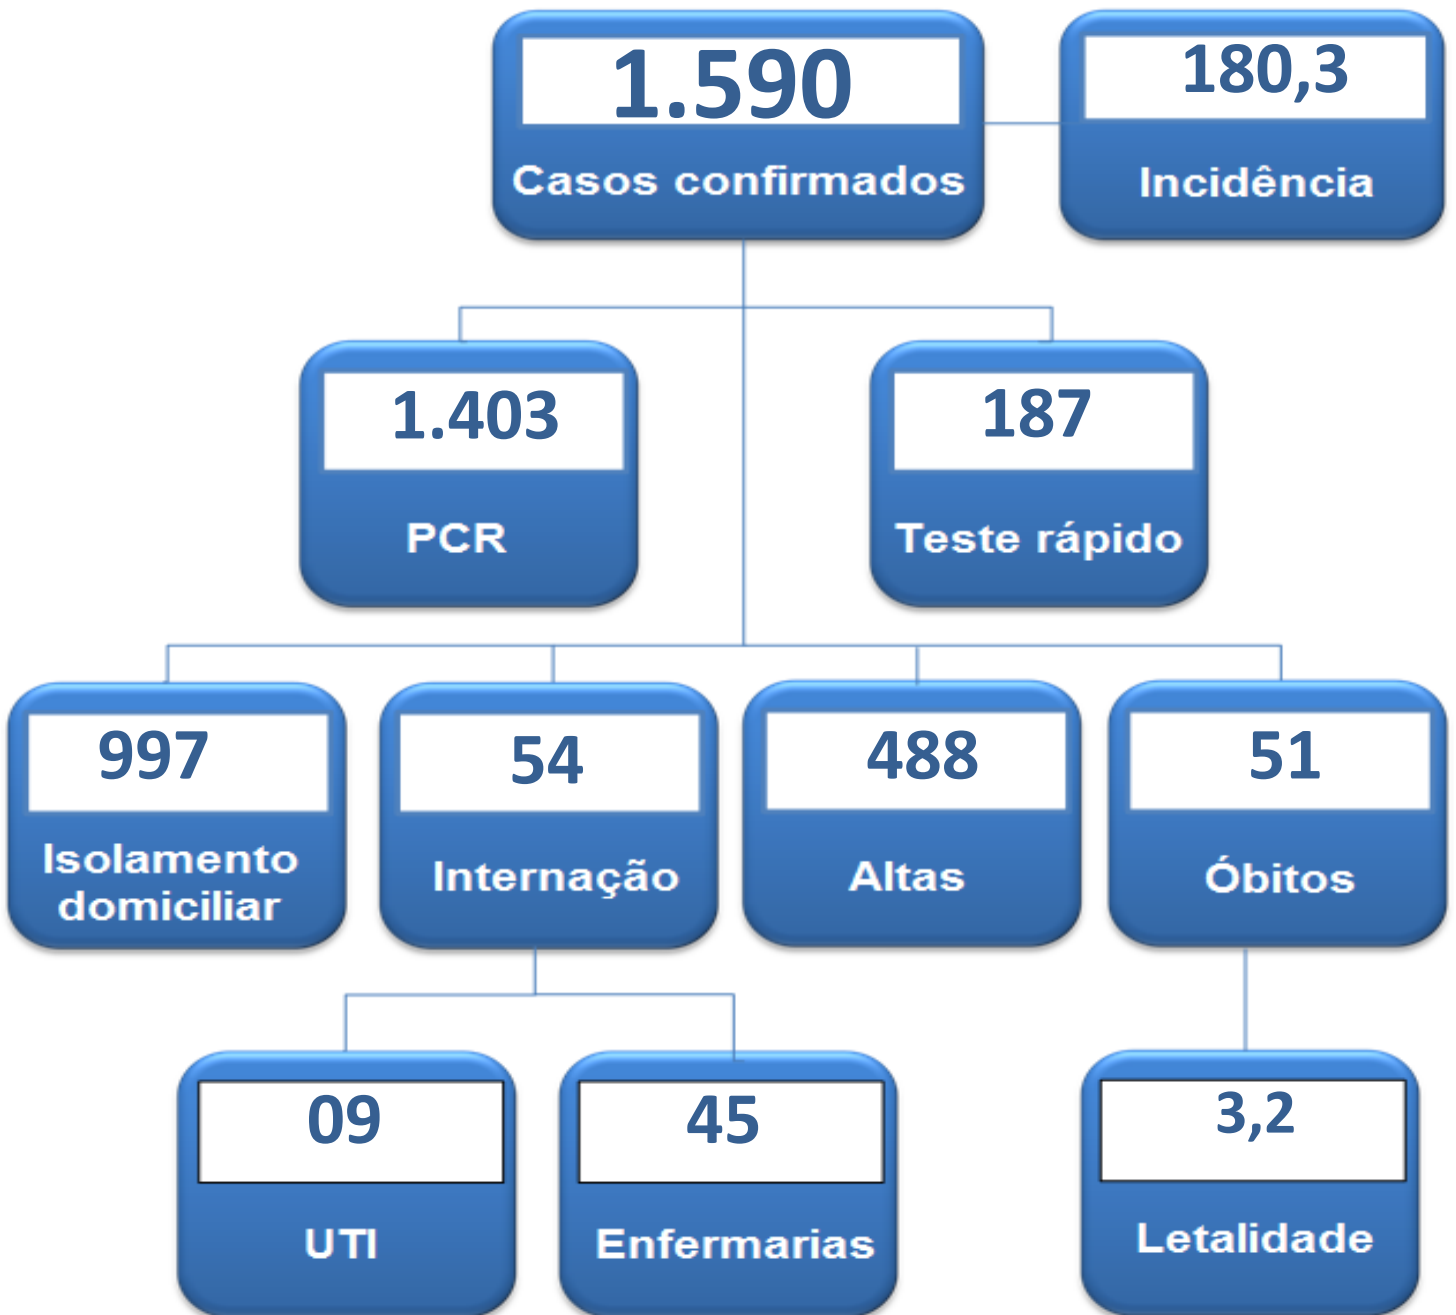 1.590
Casos confirmados
180,3
Incidência
1.403
PCR
187
Teste rápido
997
Isolamento
domiciliar
54
Internação
488
Altas
51
Óbitos
09
UTI
45
Enfermarias
3,2
Letalidade